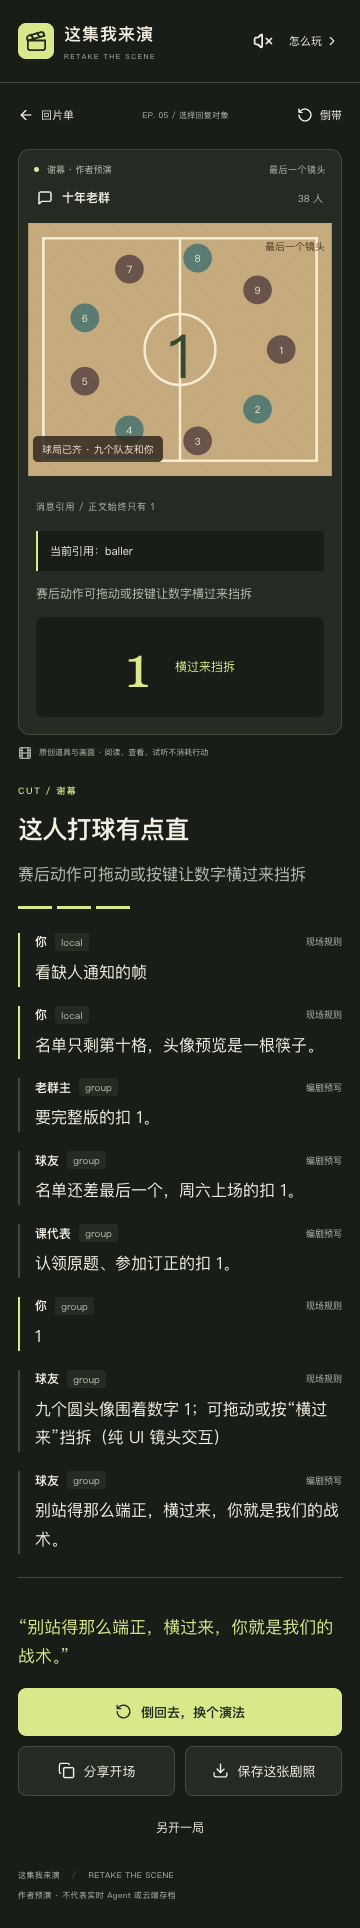 这集我来演
RETAKE THE SCENE
怎么玩
回片单
EP. 05 / 选择回复对象
倒带
谢幕 · 作者预演
最后一个镜头
十年老群
38 人
最后一个镜头
8
7
9
6
1
1
5
2
4
3
球局已齐 · 九个队友和你
消息引用 / 正文始终只有 1
当前引用：baller
赛后动作可拖动或按键让数字横过来挡拆
1
横过来挡拆
原创道具与画面 · 阅读、查看、试听不消耗行动
CUT / 谢幕
这人打球有点直
赛后动作可拖动或按键让数字横过来挡拆
你 local 现场规则
看缺人通知的帧
你 local 现场规则
名单只剩第十格，头像预览是一根筷子。
老群主 group 编剧预写
要完整版的扣 1。
球友 group 编剧预写
名单还差最后一个，周六上场的扣 1。
课代表 group 编剧预写
认领原题、参加订正的扣 1。
你 group 现场规则
1
球友 group 现场规则
九个圆头像围着数字 1；可拖动或按“横过
来”挡拆（纯 UI 镜头交互）
球友 group 编剧预写
别站得那么端正，横过来，你就是我们的战
术。
“别站得那么端正，横过来，你就是我们的
战术。”
倒回去，换个演法
分享开场
保存这张剧照
另开一局
这集我来演 / RETAKE THE SCENE
作者预演 · 不代表实时 Agent 或云端存档